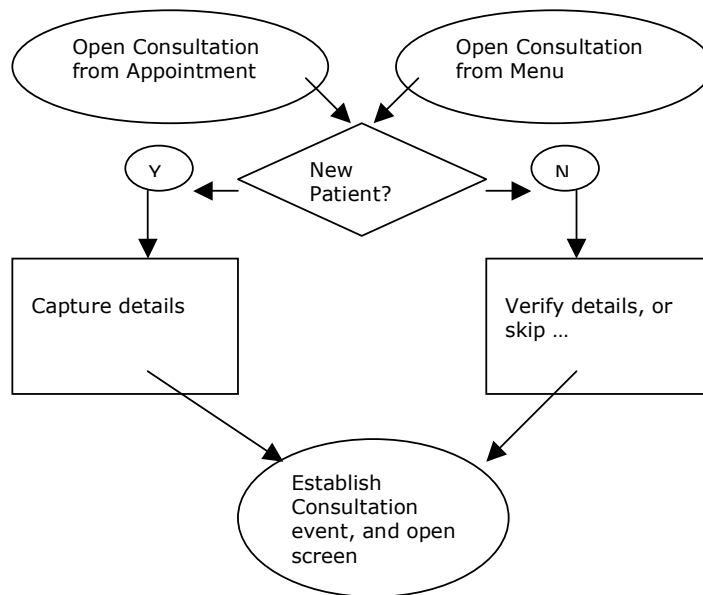 Open Consultation
from Appointment
Open Consultation
from Menu
New
Patient?
Y
N
Capture details
Verify details, or
skip …
Establish
Consultation
event, and open
screen